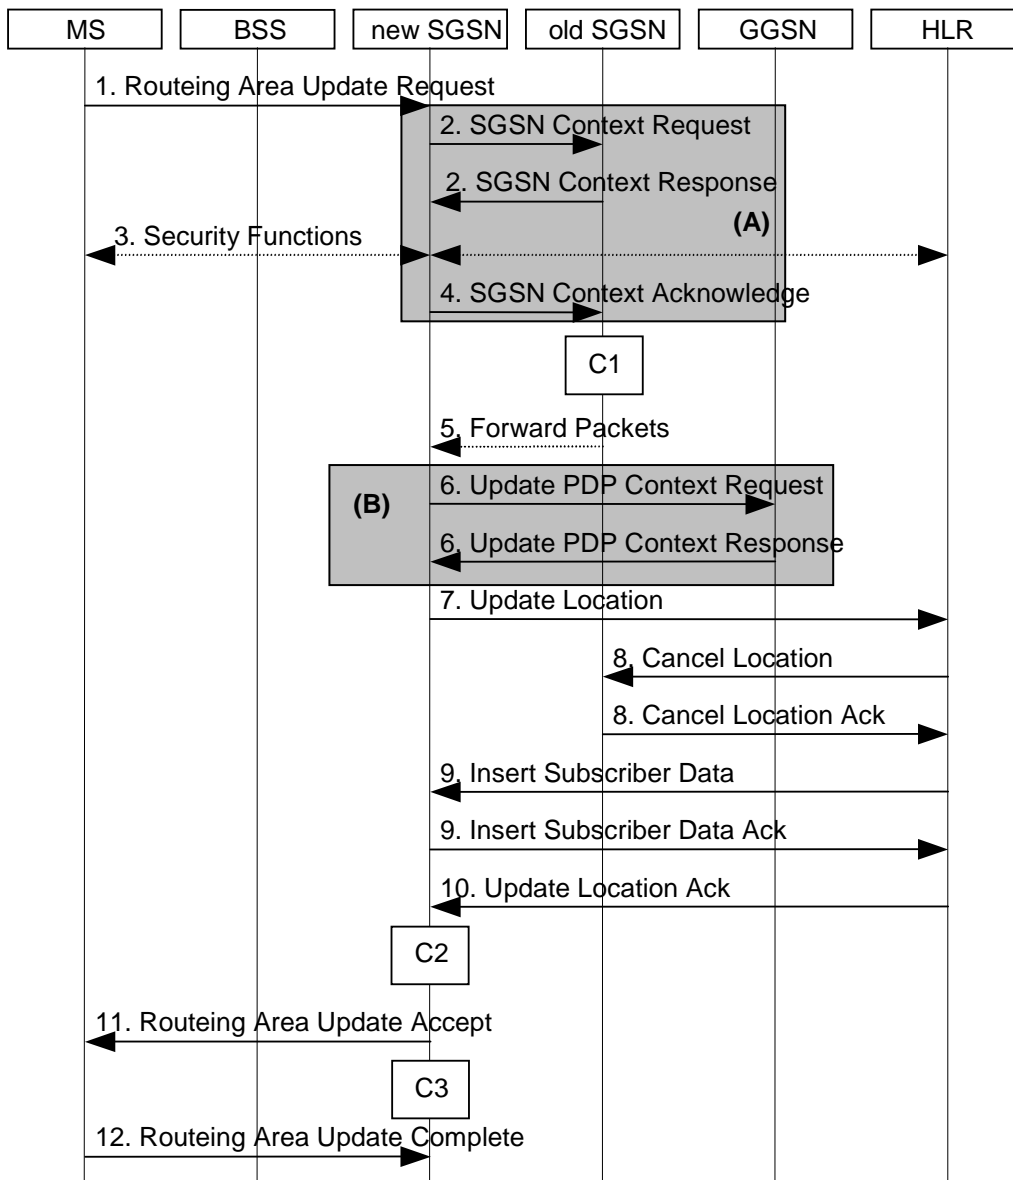 MS BSS new SGSN old SGSN GGSN HLR
1. Routeing Area Update Request
2. SGSN Context Request
2. SGSN Context Response
(A)
3. Security Functions
4. SGSN Context Acknowledge
C1
5. Forward Packets
6. Update PDP Context Request
(B)
6. Update PDP Context Response
7. Update Location
8. Cancel Location
8. Cancel Location Ack
9. Insert Subscriber Data
9. Insert Subscriber Data Ack
10. Update Location Ack
C2
11. Routeing Area Update Accept
C3
12. Routeing Area Update Complete